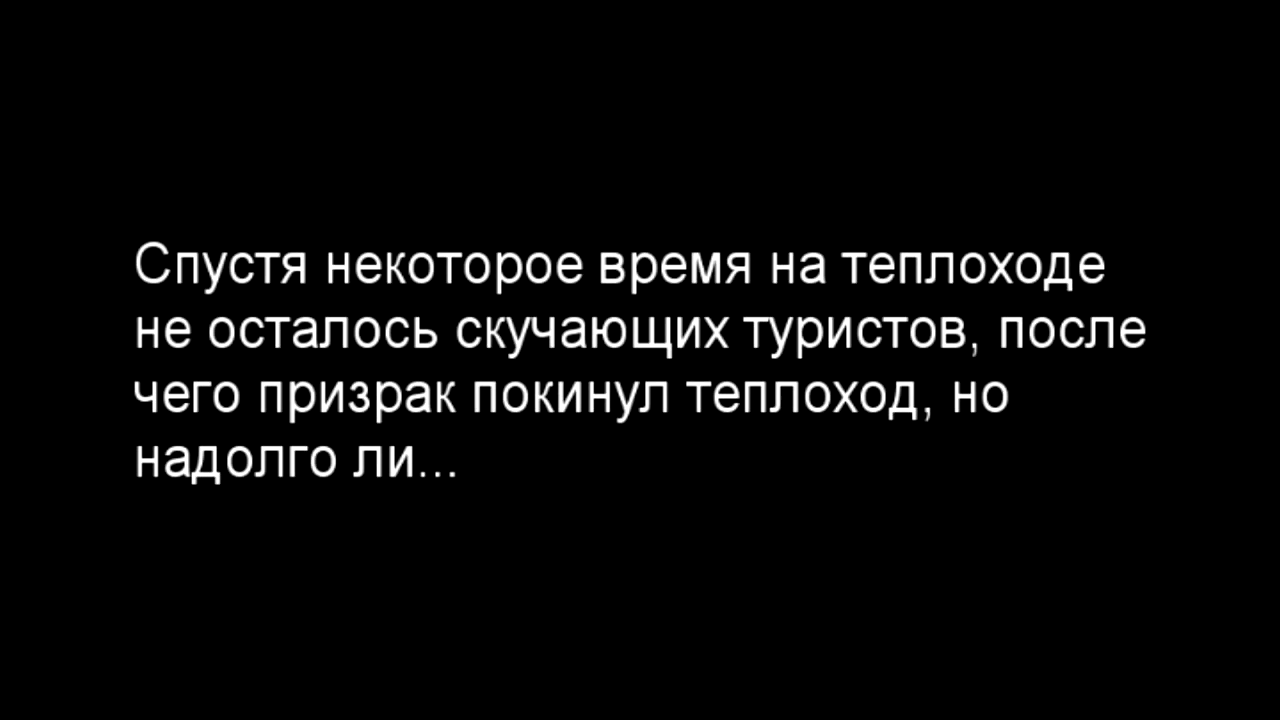 Спустя некоторое время на теплоходе
не осталось скучающих туристов, после
чего призрак покинул теплоход, но
надолго ли...